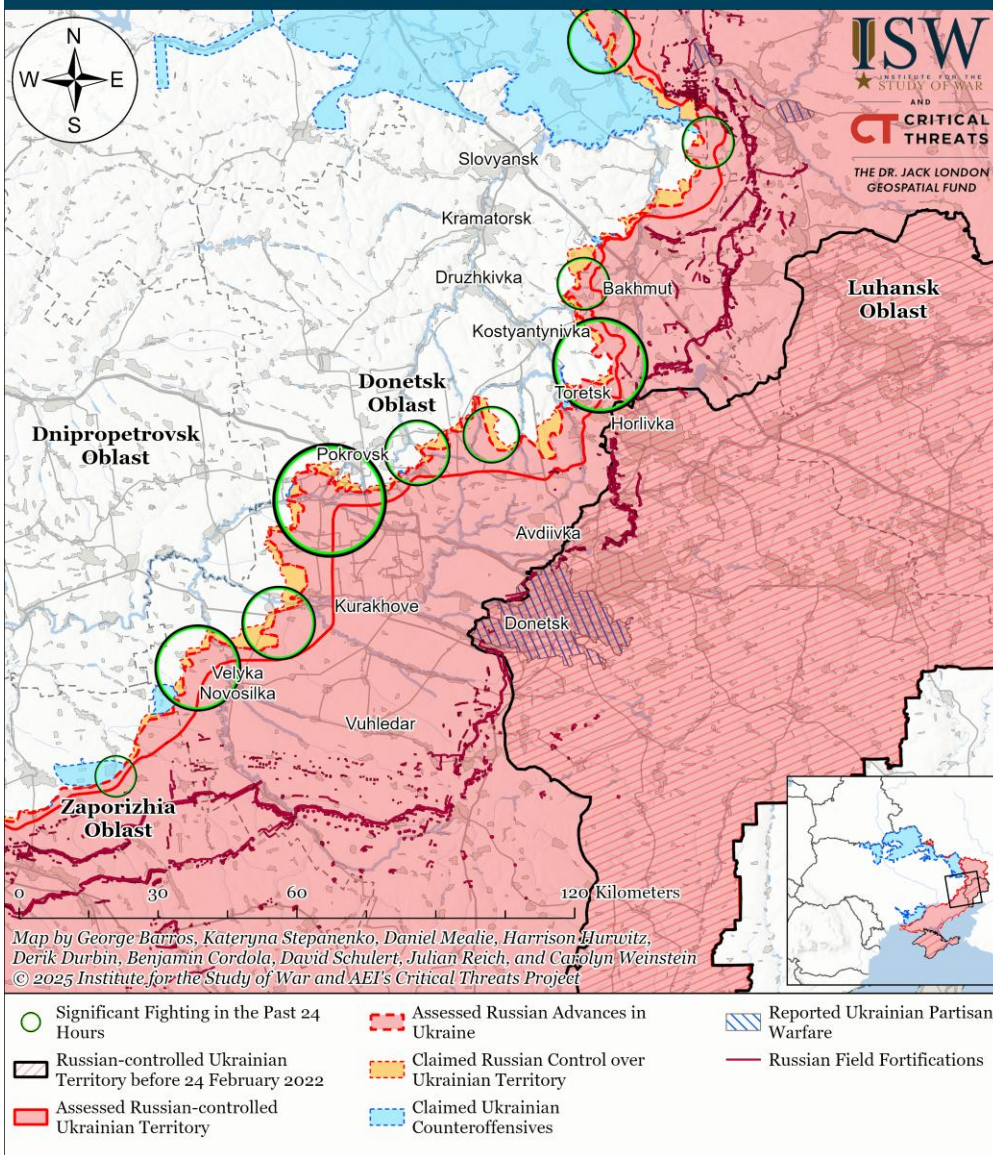 N
W E
S
ISW
INSTITUTE FOR THE
STUDY OF WAR
AND
CT CRITICAL
THREATS
THE DR. JACK LONDON
GEOSPATIAL FUND
Slovyansk
Kramatorsk
Druzhkivka
Bakhmut
Luhansk
Oblast
Kostyantynivka
Donetsk
Oblast
Toretsk
Horlivka
Dnipropetrovsk
Oblast
Pokrovsk
Avdiivka
Kurakhove
Donetsk
Velyka
Novosilka
Vuhledar
Zaporizhia
Oblast
0 30 60 120 Kilometers
Map by George Barros, Kateryna Stepanenko, Daniel Mealie, Harrison Hurwitz,
Derik Durbin, Benjamin Cordola, David Schulert, Julian Reich, and Carolyn Weinstein
© 2025 Institute for the Study of War and AEI's Critical Threats Project
Significant Fighting in the Past 24
Hours
Russian-controlled Ukrainian
Territory before 24 February 2022
Assessed Russian-controlled
Ukrainian Territory
Assessed Russian Advances in
Ukraine
Claimed Russian Control over
Ukrainian Territory
Claimed Ukrainian
Counteroffensives
Reported Ukrainian Partisan
Warfare
Russian Field Fortifications